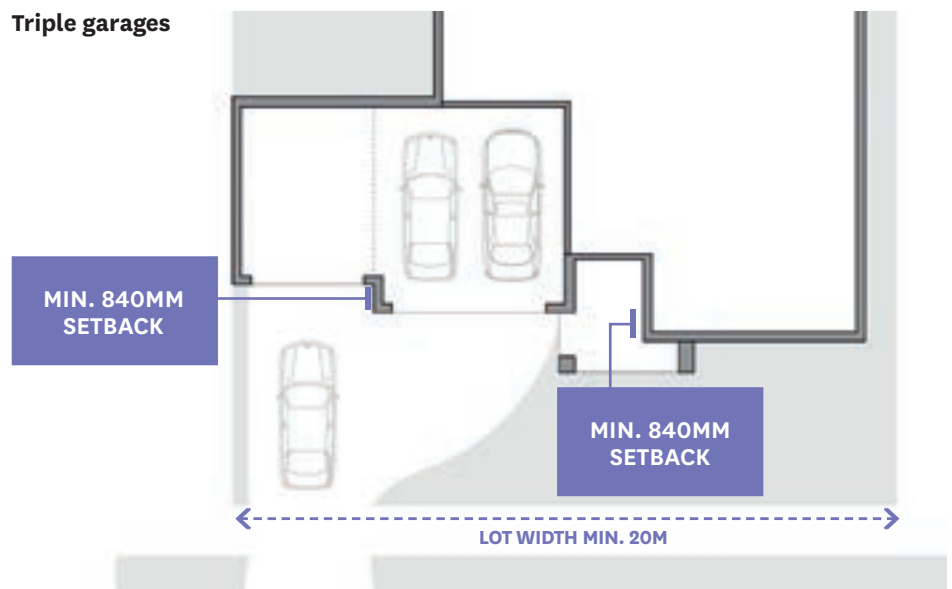 Triple garages
MIN. 840MM
SETBACK
MIN. 840MM
SETBACK
LOT WIDTH MIN. 20M